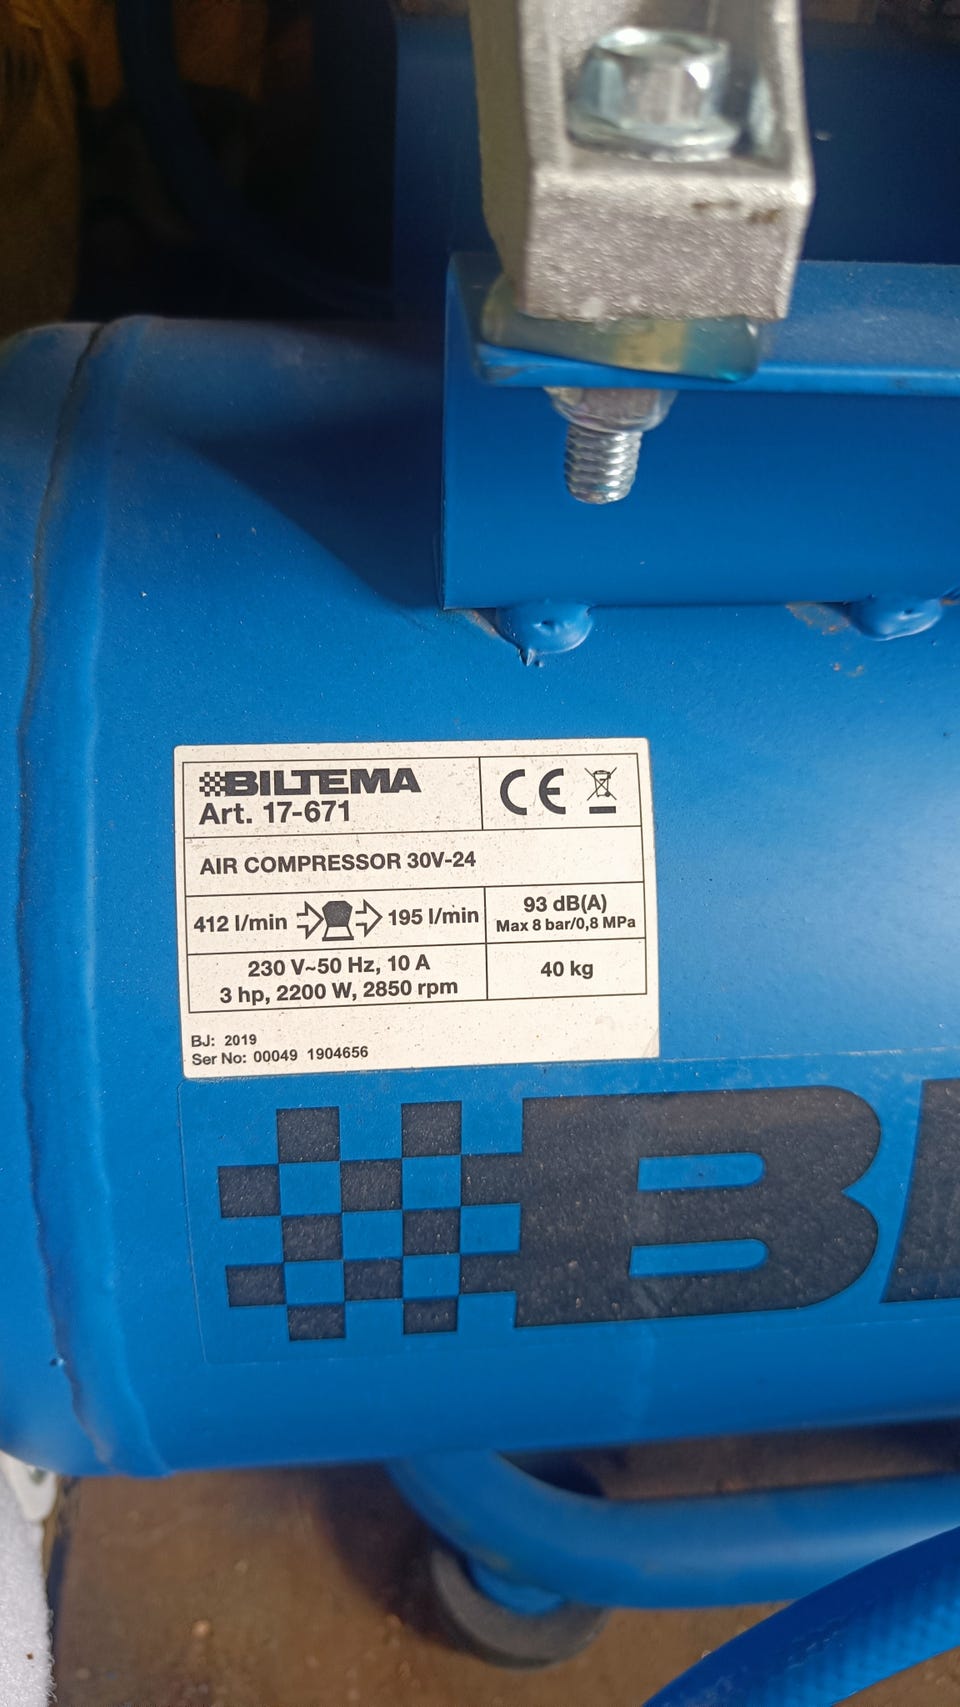 BILTEMA
Art. 17-671
CE
AIR COMPRESSOR 30V-24
412 l/min 195 l/min
93 dB(A)
Max 8 bar/0,8 MPa
230 V~50 Hz, 10 A
3 hp, 2200 W, 2850 rpm
40 kg
BJ: 2019
Ser No: 00049 1904656
B